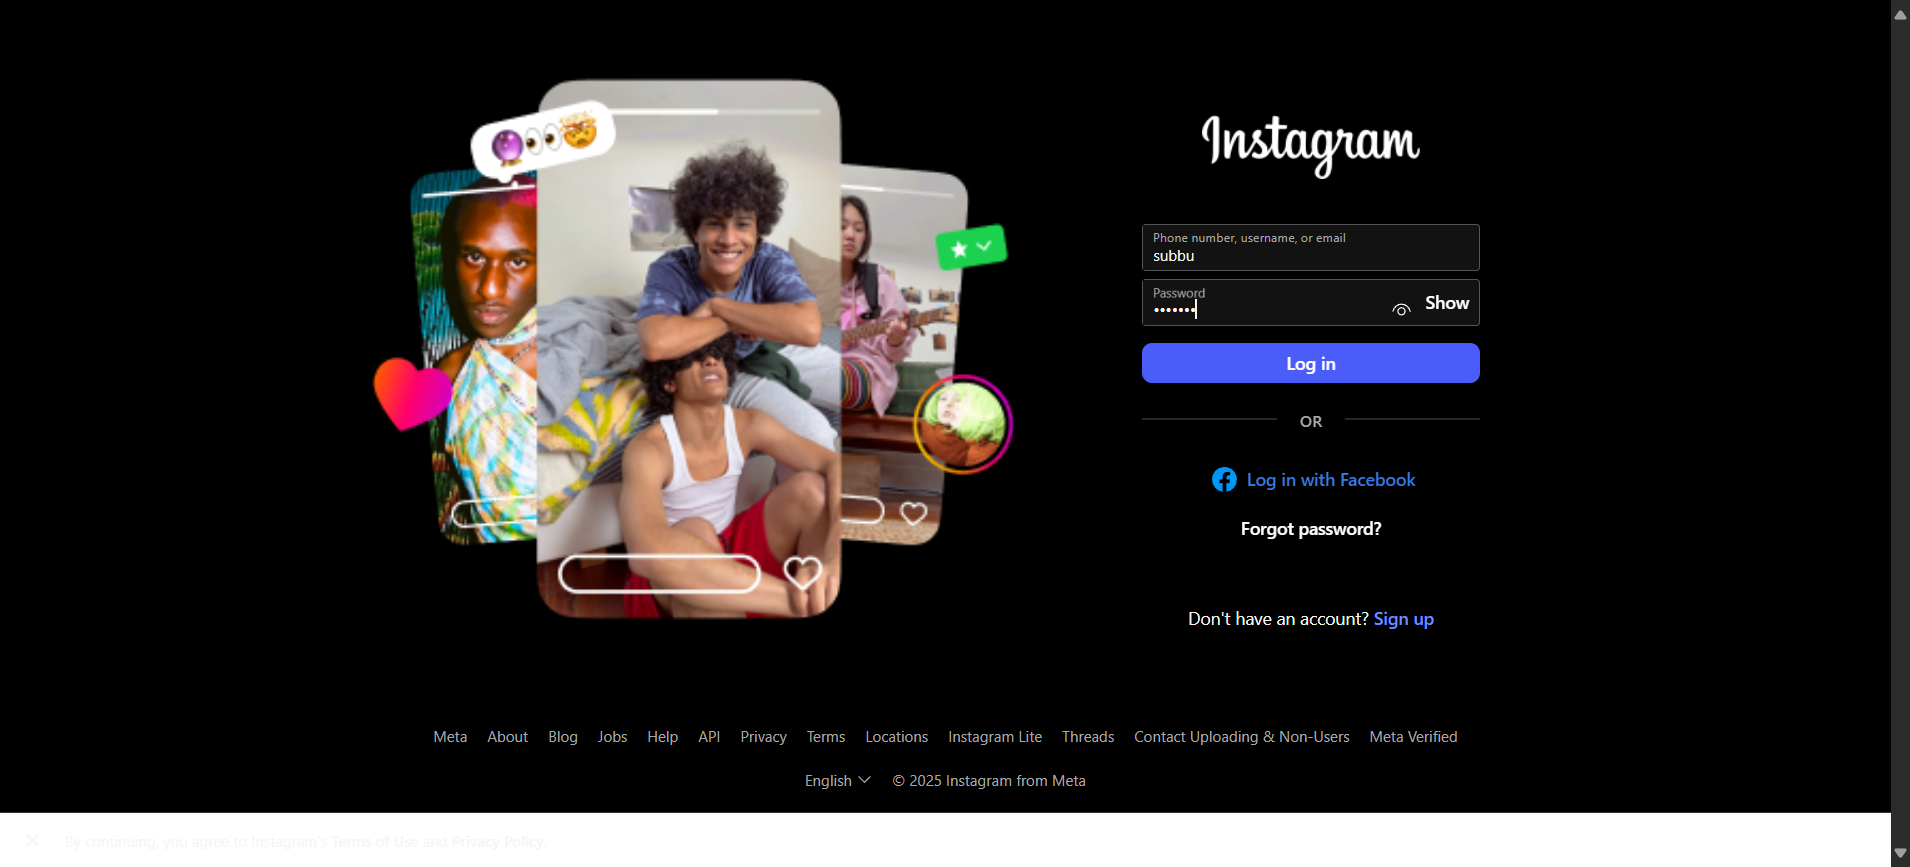 Instagram
Phone number, username, or email
subbu
Password
•••••••
Show
Log in
OR
Log in with Facebook
Forgot password?
Don't have an account? Sign up
Meta About Blog Jobs Help API Privacy Terms Locations Instagram Lite Threads Contact Uploading & Non-Users Meta Verified
English © 2025 Instagram from Meta
By continuing, you agree to Instagram's Terms of Use and Privacy Policy.